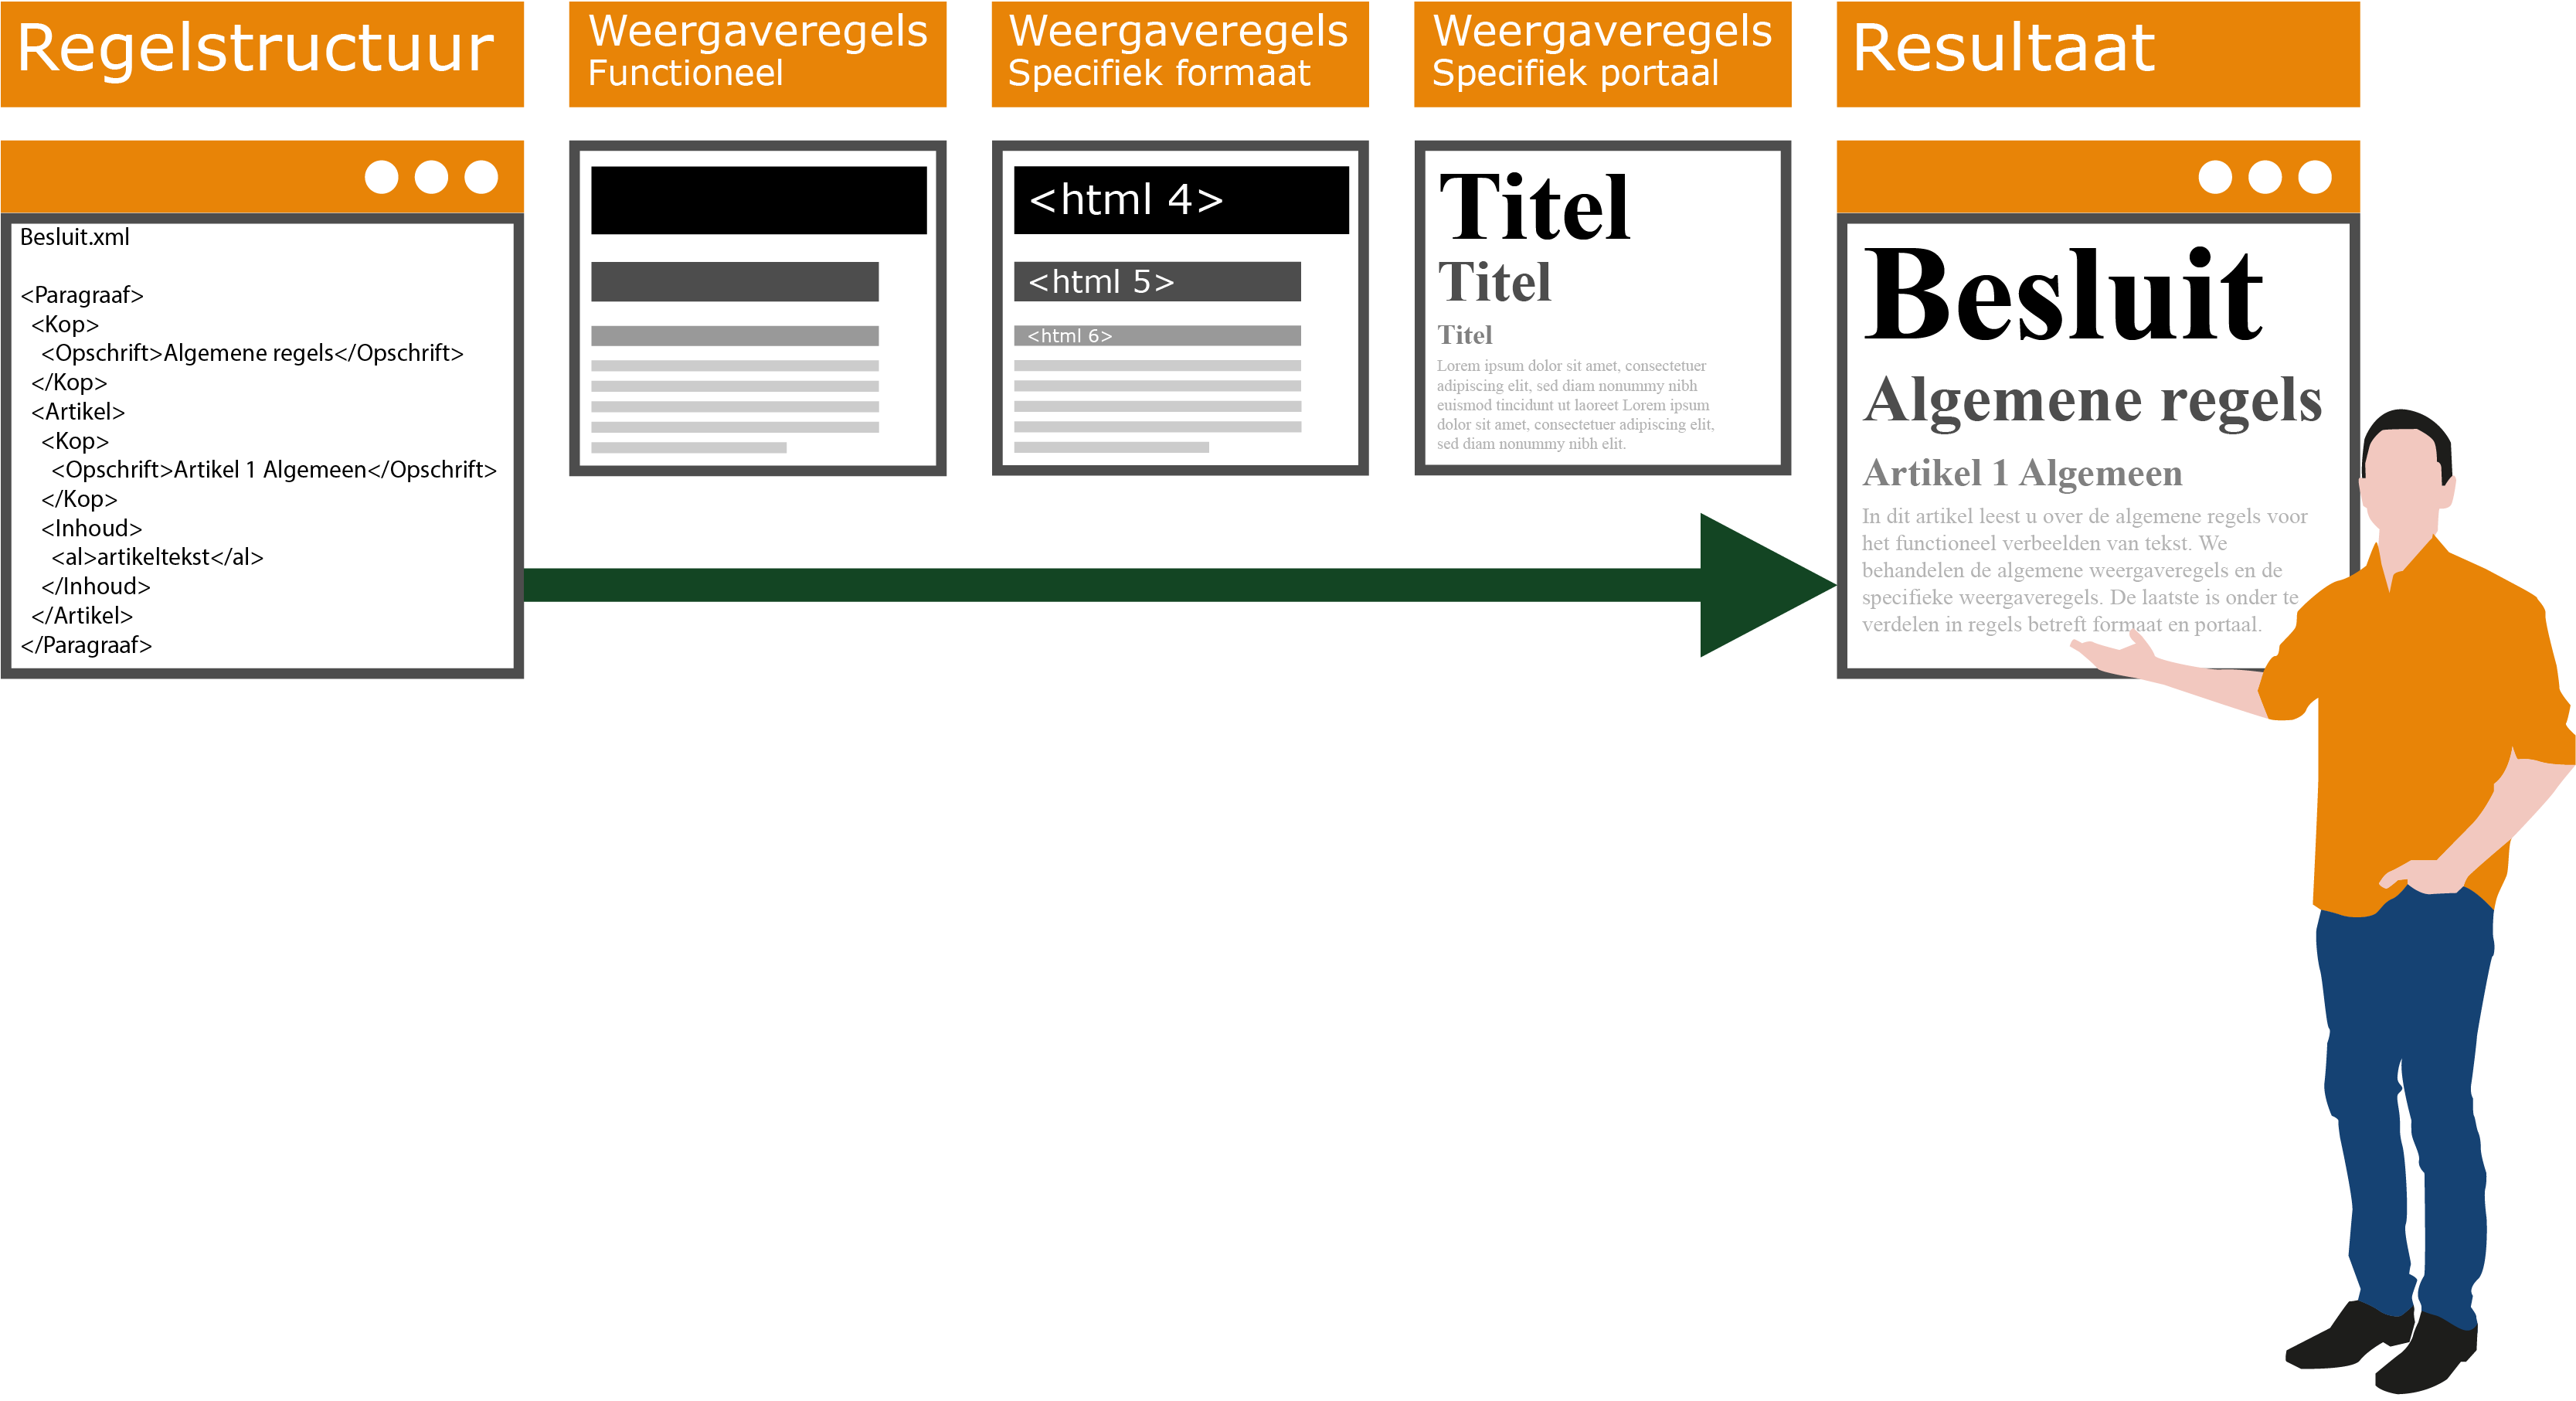 Regelstructuur
Besluit.xml
<Paragraaf>
<Kop>
<Opschrift>Algemene regels</Opschrift>
</Kop>
<Artikel>
<Kop>
<Opschrift>Artikel 1 Algemeen</Opschrift>
</Kop>
<Inhoud>
<al>artikeltekst</al>
</Inhoud>
</Artikel>
</Paragraaf>
Weergaveregels
Functioneel
Weergaveregels
Specifiek formaat
<html 4>
<html 5>
<html 6>
Weergaveregels
Specifiek portaal
Titel
Titel
Titel
Lorem ipsum dolor sit amet, consectetuer
adipiscing elit, sed diam nonummy nibh
euismod tincidunt ut laoreet Lorem ipsum
dolor sit amet, consectetuer adipiscing elit,
sed diam nonummy nibh elit.
Resultaat
Besluit
Algemene regels
Artikel 1 Algemeen
In dit artikel leest u over de algemene regels voor
het functioneel verbeelden van tekst. We
behandelen de algemene weergaveregels en de
specifieke weergaveregels. De laatste is onder te
verdelen in regels betreft formaat en portaal.